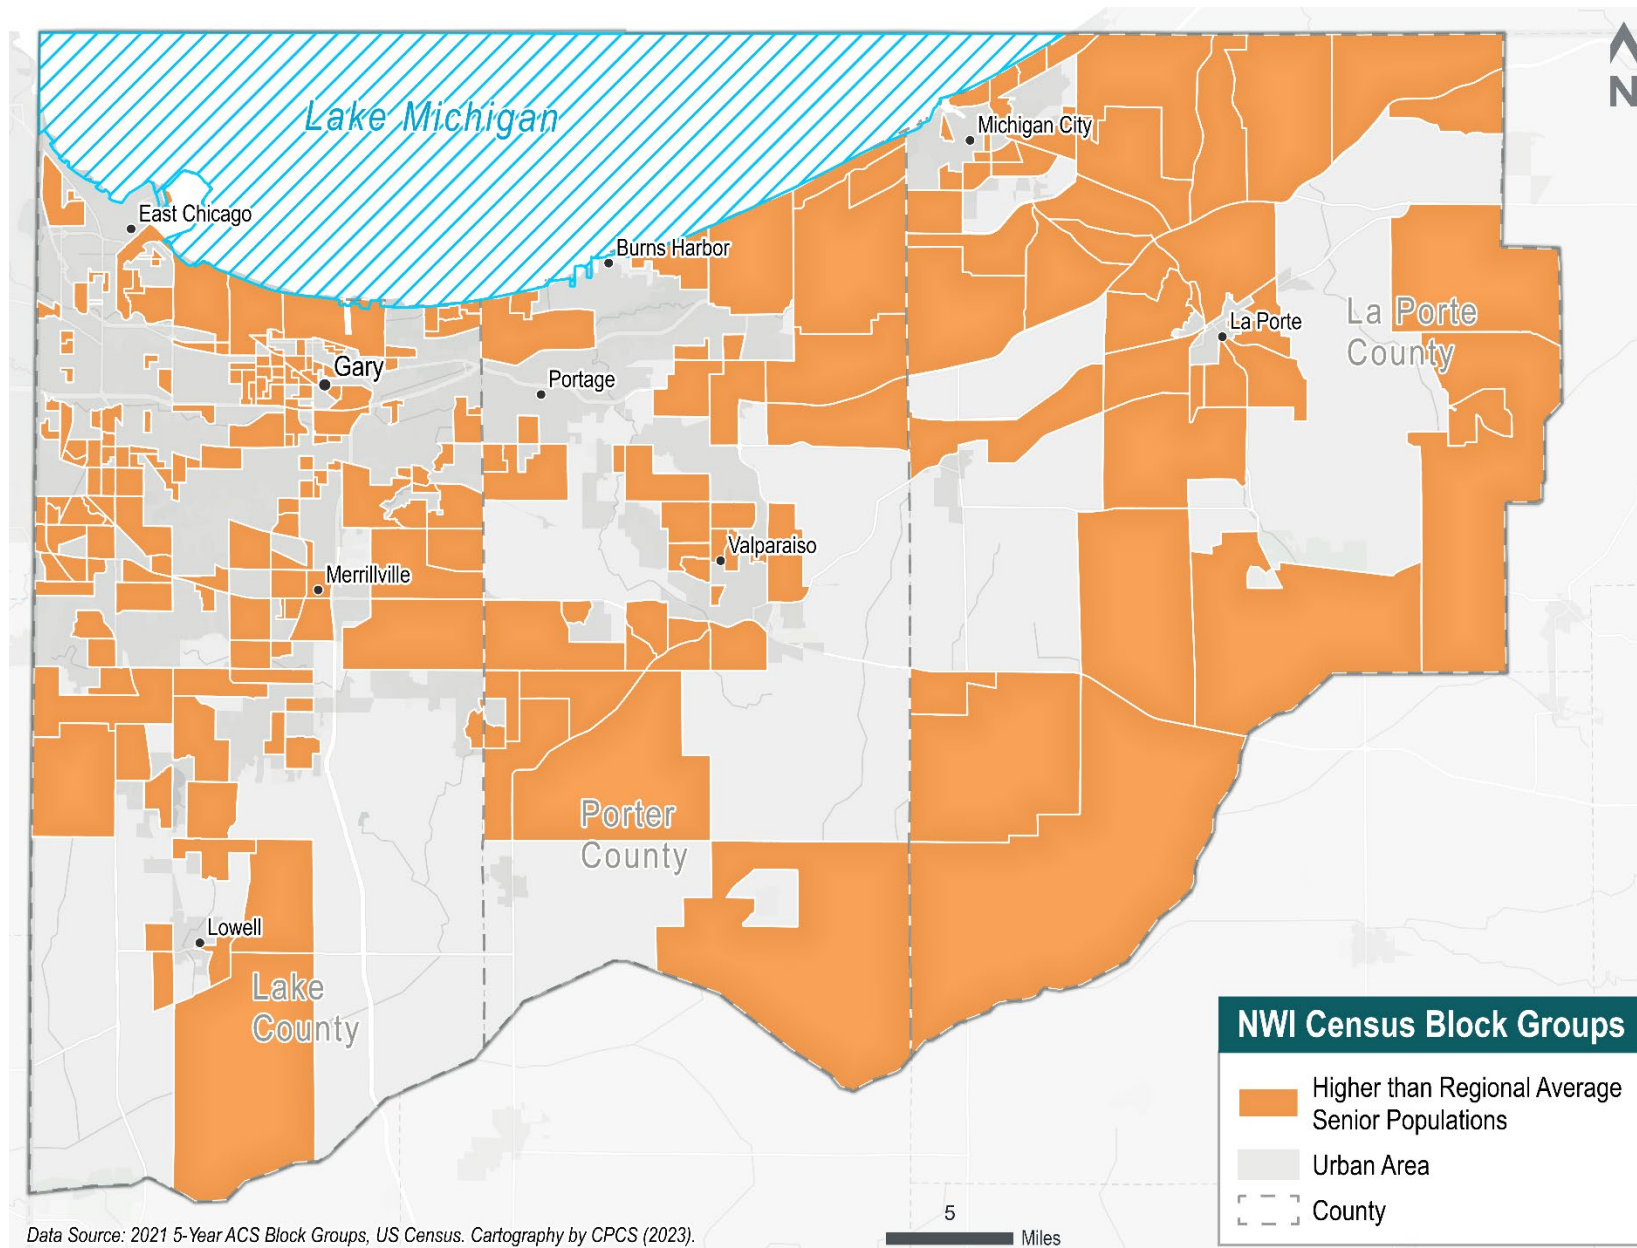 N
Lake Michigan
Michigan City
East Chicago
Burns Harbor
La Porte
County
La Porte
Gary
Portage
Valparaiso
Merrillville
Porter
County
Lowell
Lake
County
NWI Census Block Groups
Higher than Regional Average
Senior Populations
Urban Area
County
5
Miles
Data Source: 2021 5-Year ACS Block Groups, US Census. Cartography by CPCS (2023).